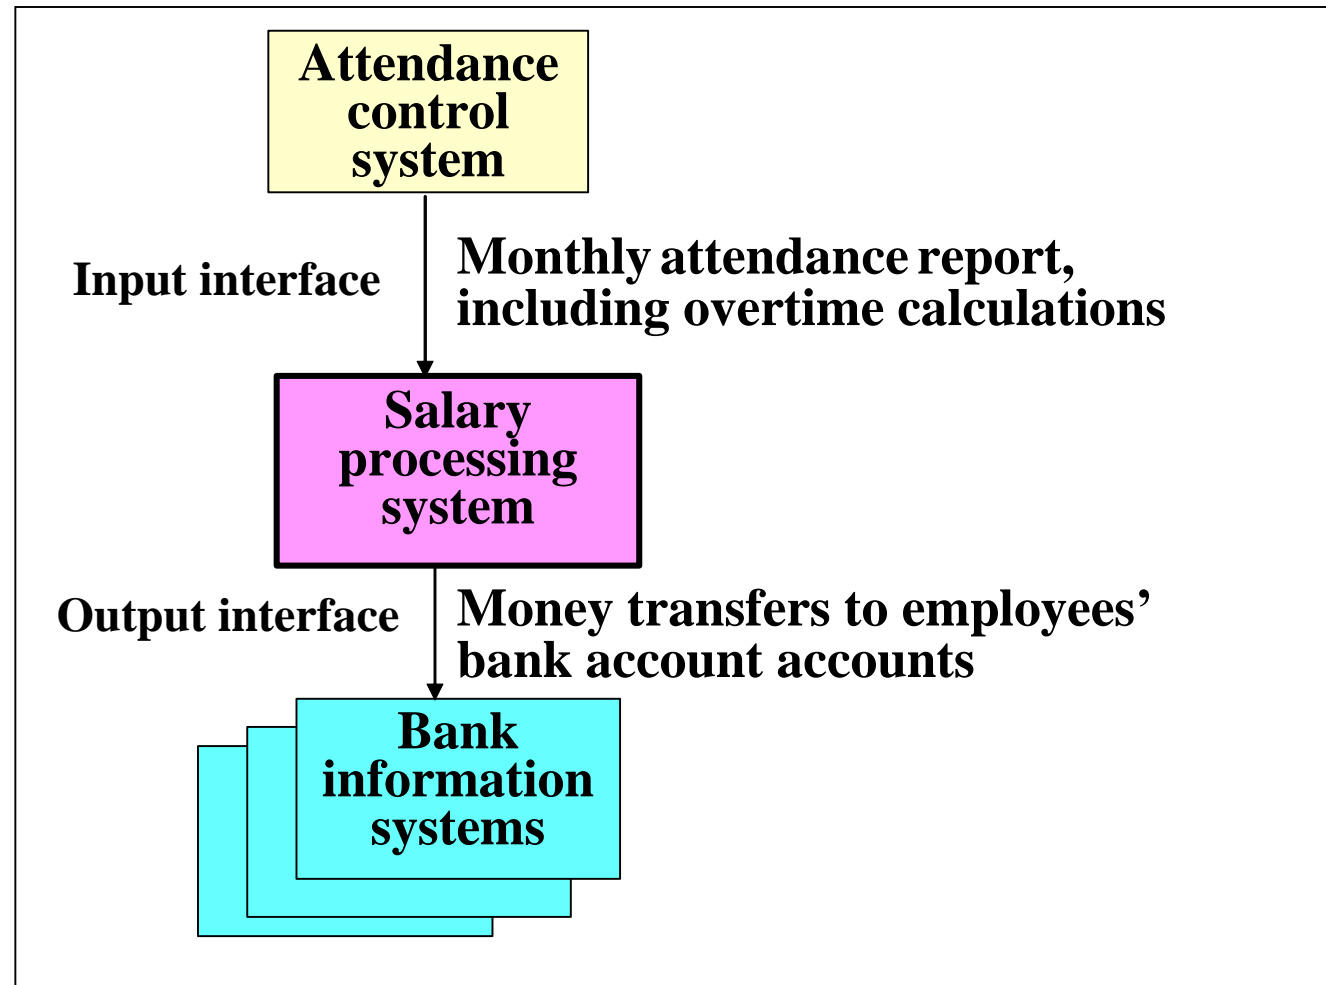 Attendance
control
system
Input interface
Monthly attendance report,
including overtime calculations
Salary
processing
system
Output interface
Money transfers to employees’
bank account accounts
Bank
information
systems